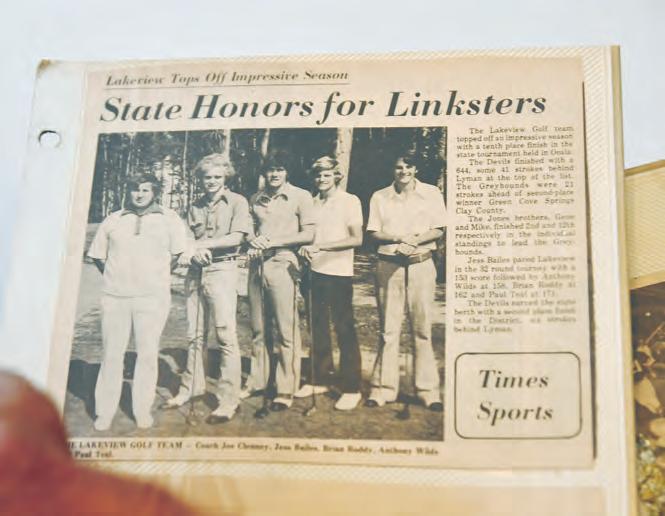 Lakeview Tops Off Impressive Season
State Honors for Linksters
The Lakeview Golf team
topped off an impressive season
with a tenth place finish in the
state tournament held in Ocala.
The Devils finished with a
644, some 41 strokes behind
Lyman at the top of the list.
The Greyhounds were 21
strokes ahead of second-place
winner Green Cove Springs
Clay County.
The Jones brothers, Gene
and Mike, finished 2nd and 12th
respectively in the individual
standings to lead the Grey-
hounds.
Jess Bailes paced Lakeview
in the 32 round tourney with a
153 score followed by Anthony
Wilds at 158, Brian Roddy at
162 and Paul Teal at 171.
The Devils earned the state
berth with a second place finish
in the District, six strokes
behind Lyman.
Times
Sports
E LAKEVIEW GOLF TEAM — Coach Joe Jess Bailes, Brian Roddy, Anthony Wilds
Paul Teal.